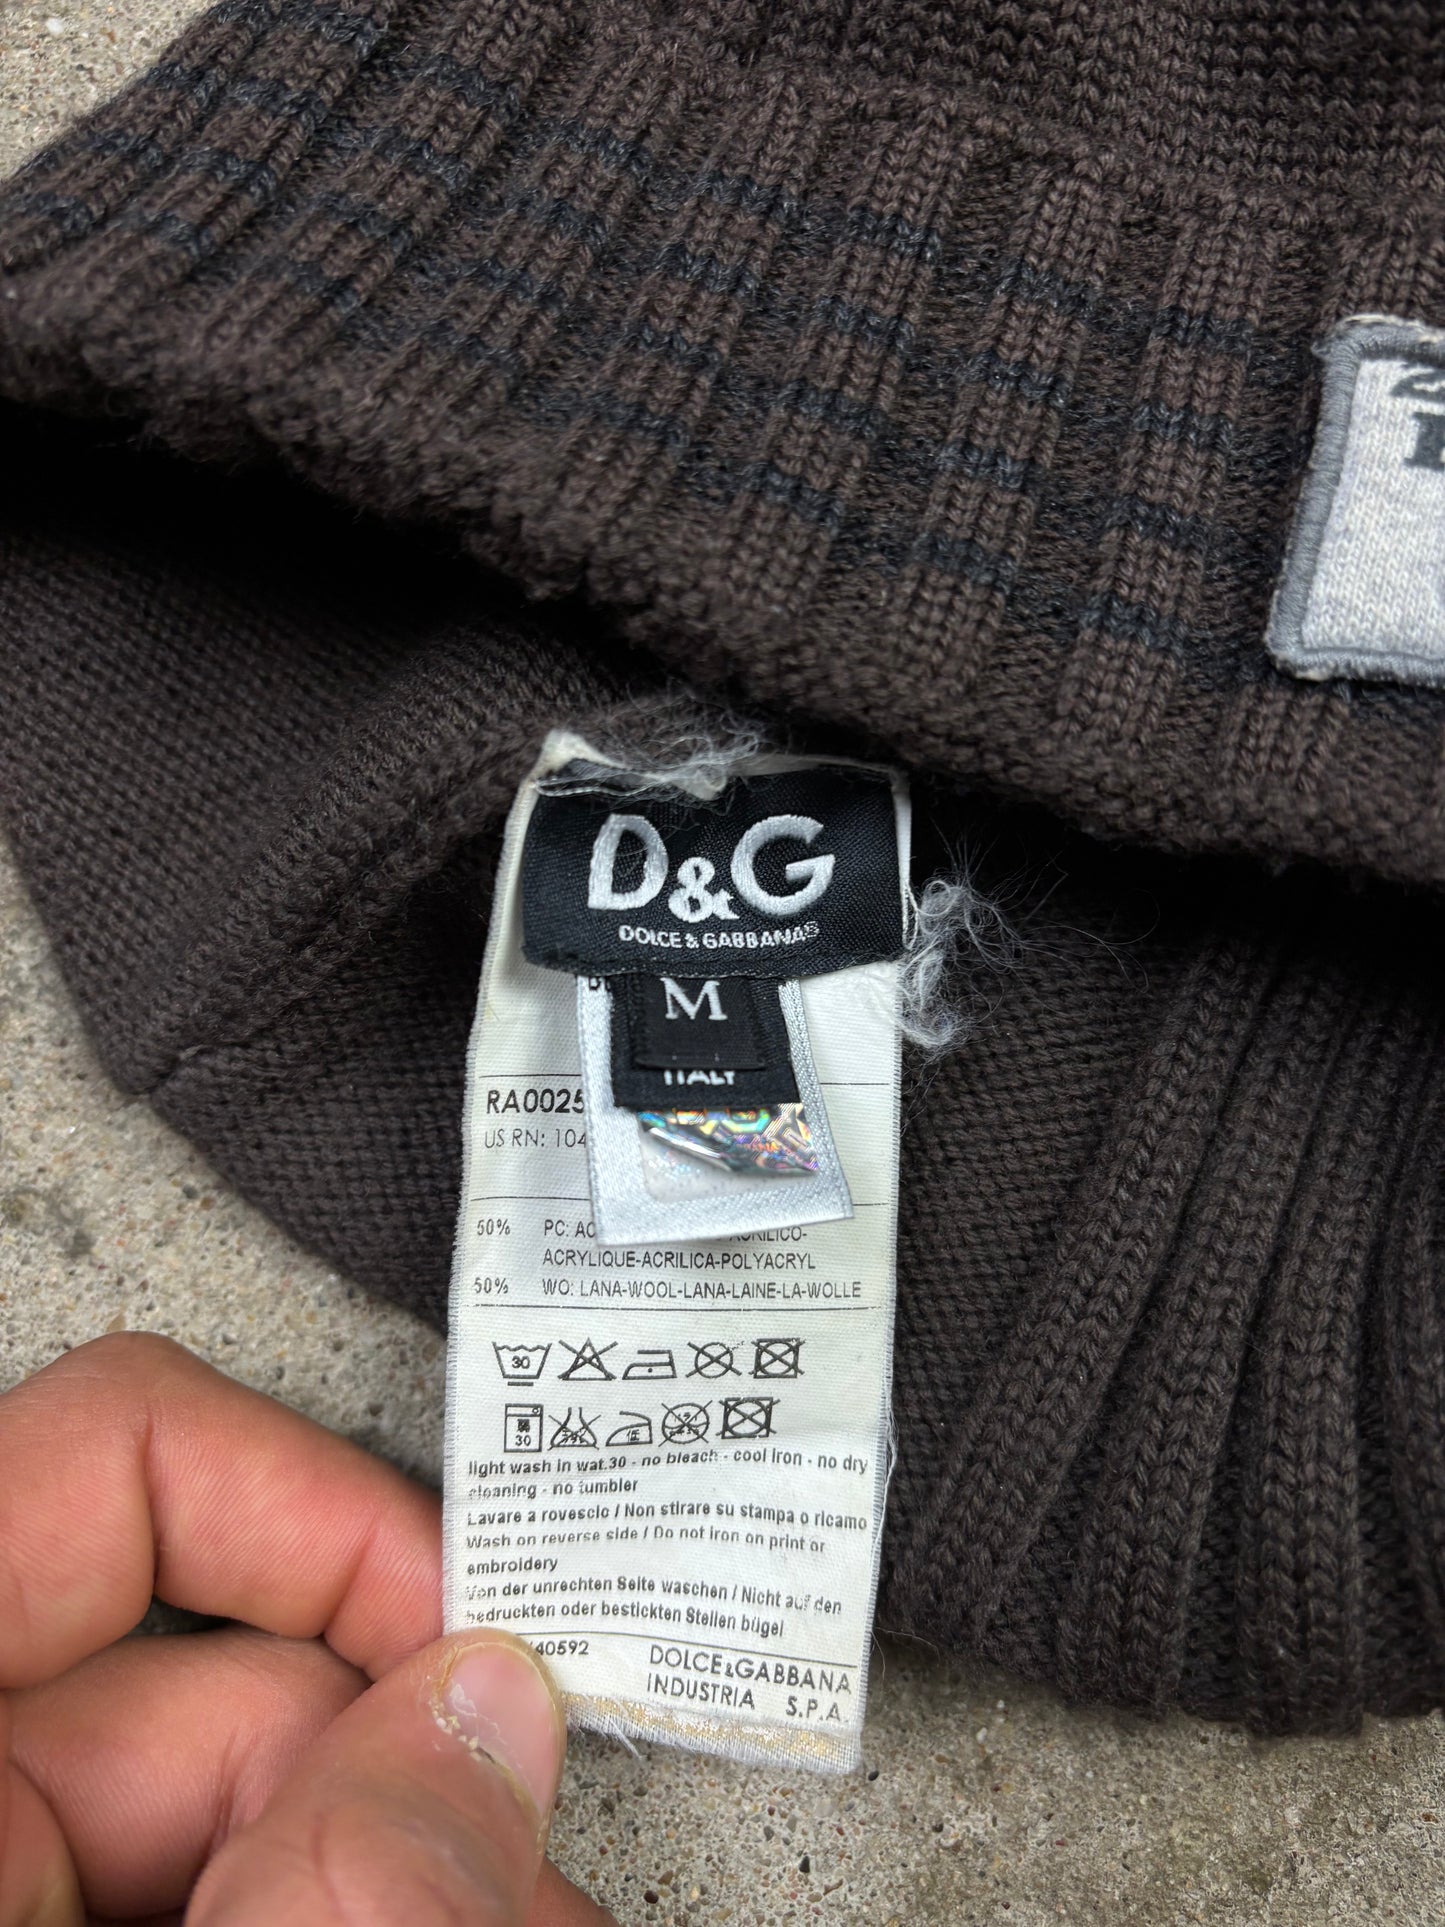 D&G
DOLCE & GABBANA
M
ITALY
RA0025
US RN: 104
50% PC: AC
ACRILICO-
ACRYLIQUE-ACRILICA-POLYACRYL
50% WO: LANA-WOOL-LANA-LAINE-LA-WOLLE
30
30
light wash in wat.30 - no bleach - cool iron - no dry
cleaning - no tumbler
Lavare a rovescio / Non stirare su stampa o ricamo
Wash on reverse side / Do not iron on print or
embroidery
Von der unrechten Seite waschen / Nicht auf den
bedruckten oder bestickten Stellen bügel
40592
DOLCE&GABBANA
INDUSTRIA S.P.A.